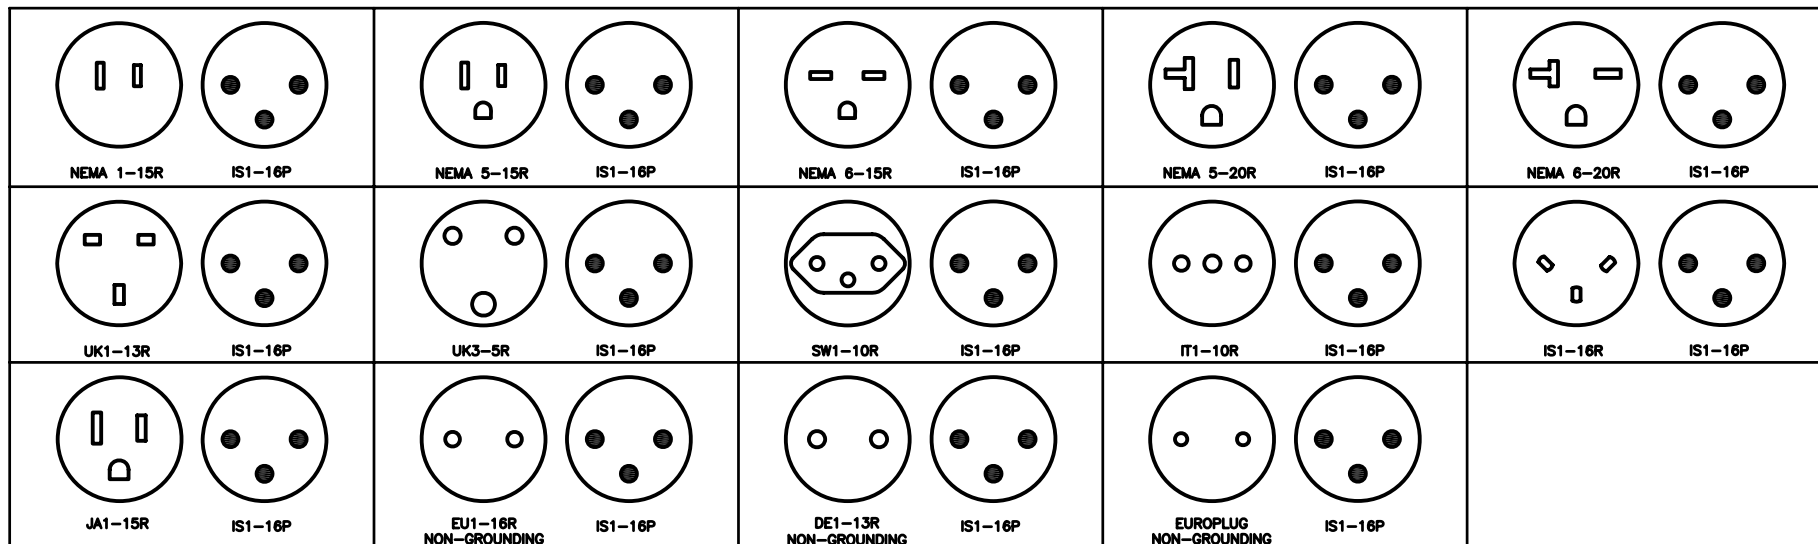 NEMA 1-15R IS1-16P NEMA 5-15R IS1-16P NEMA 6-15R IS1-16P NEMA 5-20R IS1-16P NEMA 6-20R IS1-16P
UK1-13R IS1-16P UK3-5R IS1-16P SW1-10R IS1-16P IT1-10R IS1-16P IS1-16R IS1-16P
JA1-15R IS1-16P EU1-16R IS1-16P DE1-13R IS1-16P EUROPLUG IS1-16P
NON-GROUNDING NON-GROUNDING NON-GROUNDING